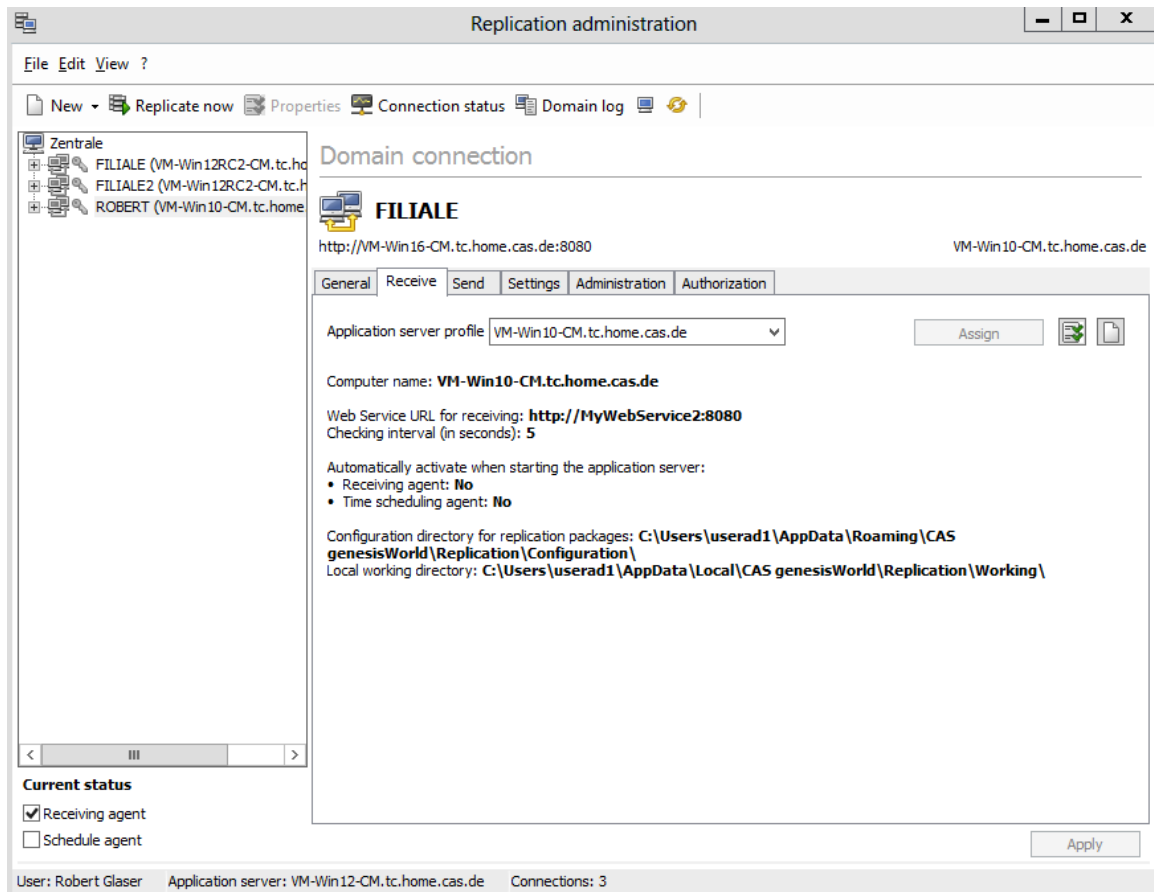 Replication administration
File Edit View ?
New Replicate now Properties Connection status Domain log
Zentrale
FILIALE (VM-Win12RC2-CM.tc.ho
FILIALE2 (VM-Win12RC2-CM.tc.h
ROBERT (VM-Win10-CM.tc.home
Domain connection
FILIALE
http://VM-Win16-CM.tc.home.cas.de:8080 VM-Win10-CM.tc.home.cas.de
General Receive Send Settings Administration Authorization
Application server profile VM-Win10-CM.tc.home.cas.de Assign
Computer name: VM-Win10-CM.tc.home.cas.de
Web Service URL for receiving: http://MyWebService2:8080
Checking interval (in seconds): 5
Automatically activate when starting the application server:
• Receiving agent: No
• Time scheduling agent: No
Configuration directory for replication packages: C:\Users\userad1\AppData\Roaming\CAS
genesisWorld\Replication\Configuration\
Local working directory: C:\Users\userad1\AppData\Local\CAS genesisWorld\Replication\Working\
Current status
Receiving agent
Schedule agent
Apply
User: Robert Glaser Application server: VM-Win12-CM.tc.home.cas.de Connections: 3